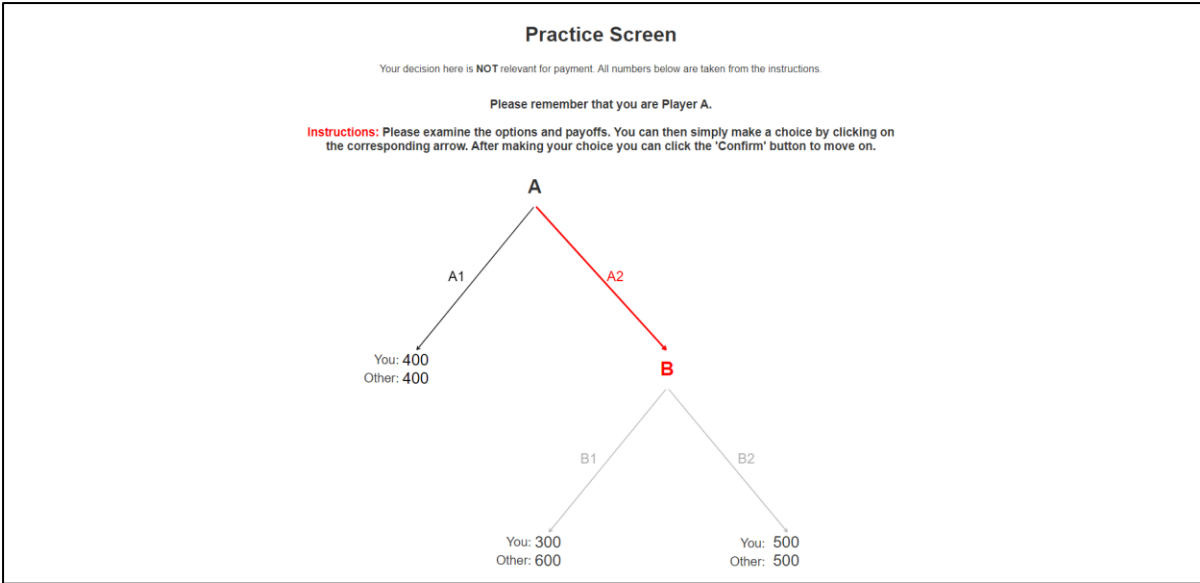 Practice Screen
Your decision here is NOT relevant for payment. All numbers below are taken from the instructions.
Please remember that you are Player A.
Instructions: Please examine the options and payoffs. You can then simply make a choice by clicking on
the corresponding arrow. After making your choice you can click the 'Confirm' button to move on.
A
A1
A2
You: 400
Other: 400
B
B1
B2
You: 300
Other: 600
You: 500
Other: 500